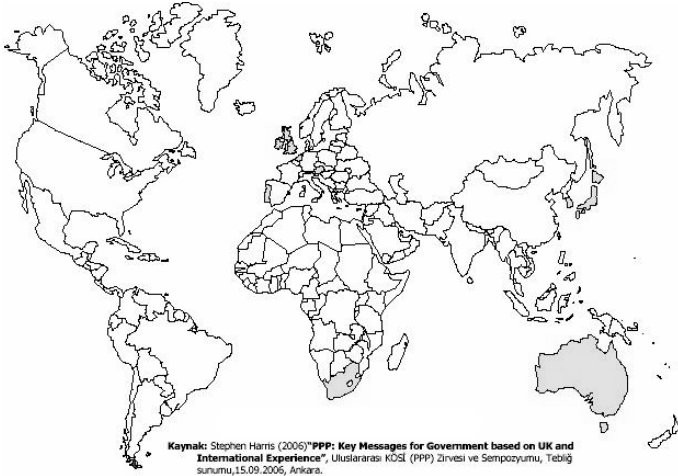 Kaynak: Stephen Harris (2006)“PPP: Key Messages for Government based on UK and
International Experience”, Uluslararası KÖSİ (PPP) Zirvesi ve Sempozyumu, Tebliğ
sunumu,15.09.2006, Ankara.